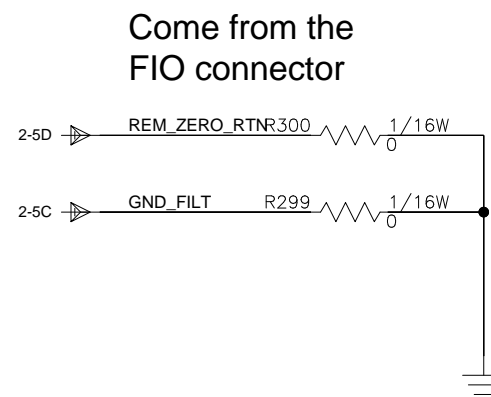 Come from the
FIO connector
2-5D REM_ZERO_RTN R300 1/16W
0
2-5C GND_FILT R299 1/16W
0